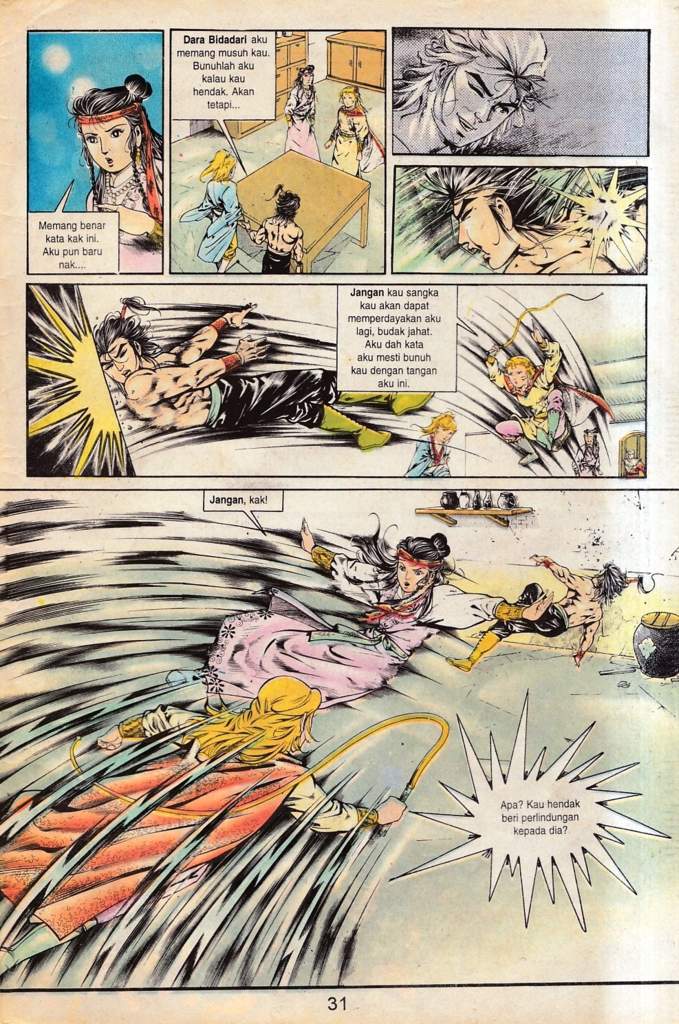 Memang benar
kata kak ini.
Aku pun baru
nak....
Dara Bidadari aku
memang musuh kau.
Bunuhlah aku
kalau kau
hendak. Akan
tetapi...
Jangan kau sangka
kau akan dapat
memperdayakan aku
lagi, budak jahat.
Aku dah kata
aku mesti bunuh
kau dengan tangan
aku ini.
Jangan, kak!
Apa? Kau hendak
beri perlindungan
kepada dia?
31